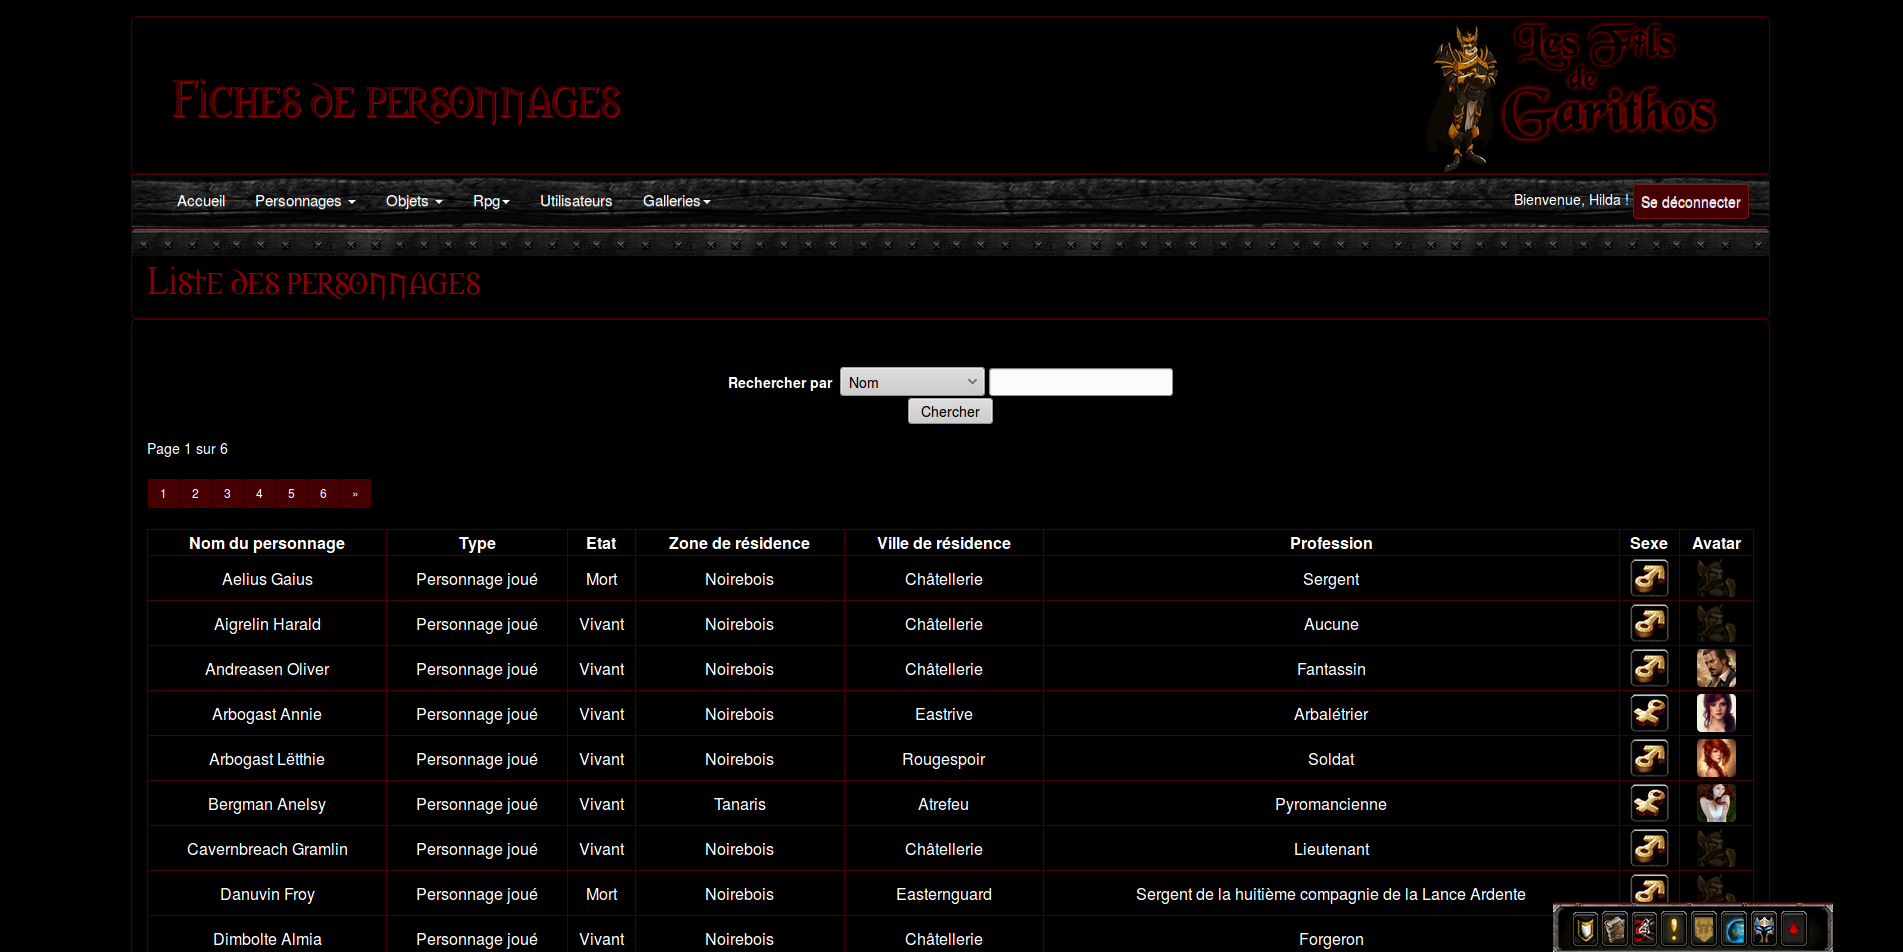 Fiches de personnages
Les Fils
de
Garithos
Accueil Personnages Objets Rpg Utilisateurs Galleries Bienvenue, Hilda ! Se déconnecter
Liste des personnages
Rechercher par Nom
Chercher
Page 1 sur 6
1 2 3 4 5 6 »
Nom du personnage Type Etat Zone de résidence Ville de résidence Profession Sexe Avatar
Aelius Gaius Personnage joué Mort Noirebois Châtellerie Sergent
Aigrelin Harald Personnage joué Vivant Noirebois Châtellerie Aucune
Andreasen Oliver Personnage joué Vivant Noirebois Châtellerie Fantassin
Arbogast Annie Personnage joué Vivant Noirebois Eastrive Arbalétrier
Arbogast Lëtthie Personnage joué Vivant Noirebois Rougespoir Soldat
Bergman Anelsy Personnage joué Vivant Tanaris Atrefeu Pyromancienne
Cavernbreach Gramlin Personnage joué Vivant Noirebois Châtellerie Lieutenant
Danuvin Froy Personnage joué Mort Noirebois Easternguard Sergent de la huitième compagnie de la Lance Ardente
Dimbolte Almia Personnage joué Vivant Noirebois Châtellerie Forgeron